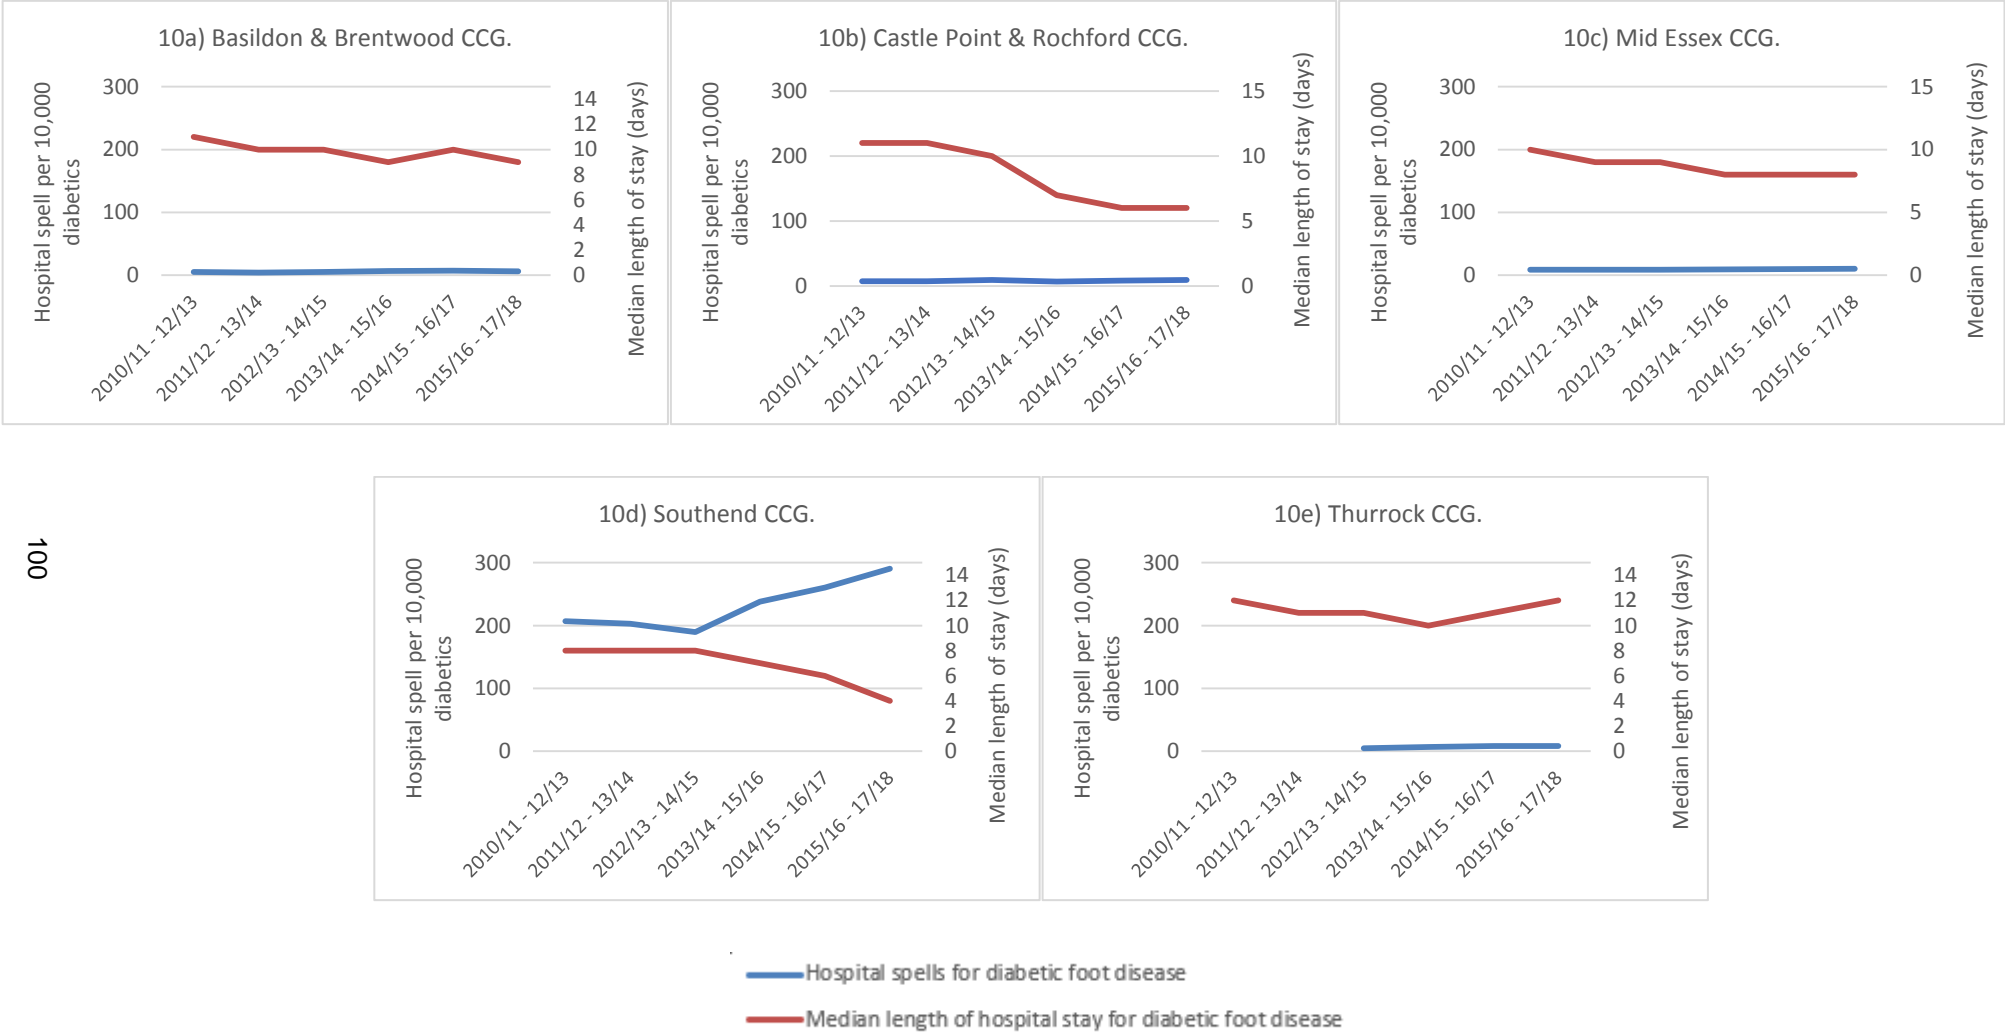 10a) Basildon & Brentwood CCG.
Hospital spell per 10,000
diabetics
300
200
100
0
14
12
10
8
6
4
2
0
Median length of stay (days)
2010/11 - 12/13
2011/12 - 13/14
2012/13 - 14/15
2013/14 - 15/16
2014/15 - 16/17
2015/16 - 17/18
10b) Castle Point & Rochford CCG.
Hospital spell per 10,000
diabetics
300
200
100
0
15
10
5
0
Median length of stay (days)
2010/11 - 12/13
2011/12 - 13/14
2012/13 - 14/15
2013/14 - 15/16
2014/15 - 16/17
2015/16 - 17/18
10c) Mid Essex CCG.
Hospital spell per 10,000
diabetics
300
200
100
0
15
10
5
0
Median length of stay (days)
2010/11 - 12/13
2011/12 - 13/14
2012/13 - 14/15
2013/14 - 15/16
2014/15 - 16/17
2015/16 - 17/18
100
10d) Southend CCG.
Hospital spell per 10,000
diabetics
300
200
100
0
14
12
10
8
6
4
2
0
Median length of stay (days)
2010/11 - 12/13
2011/12 - 13/14
2012/13 - 14/15
2013/14 - 15/16
2014/15 - 16/17
2015/16 - 17/18
10e) Thurrock CCG.
Hospital spell per 10,000
diabetics
300
200
100
0
14
12
10
8
6
4
2
0
Median length of stay (days)
2010/11 - 12/13
2011/12 - 13/14
2012/13 - 14/15
2013/14 - 15/16
2014/15 - 16/17
2015/16 - 17/18
Hospital spells for diabetic foot disease
Median length of hospital stay for diabetic foot disease